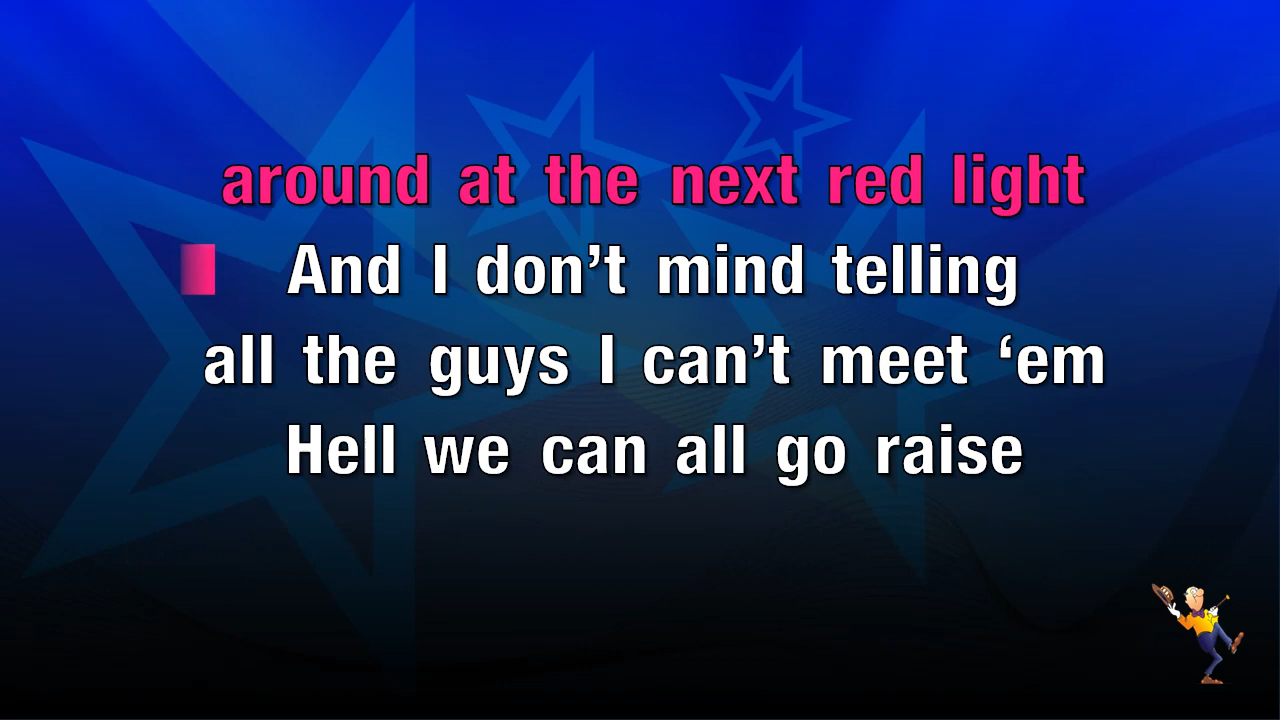 around at the next red light
And I don’t mind telling
all the guys I can’t meet ‘em
Hell we can all go raise